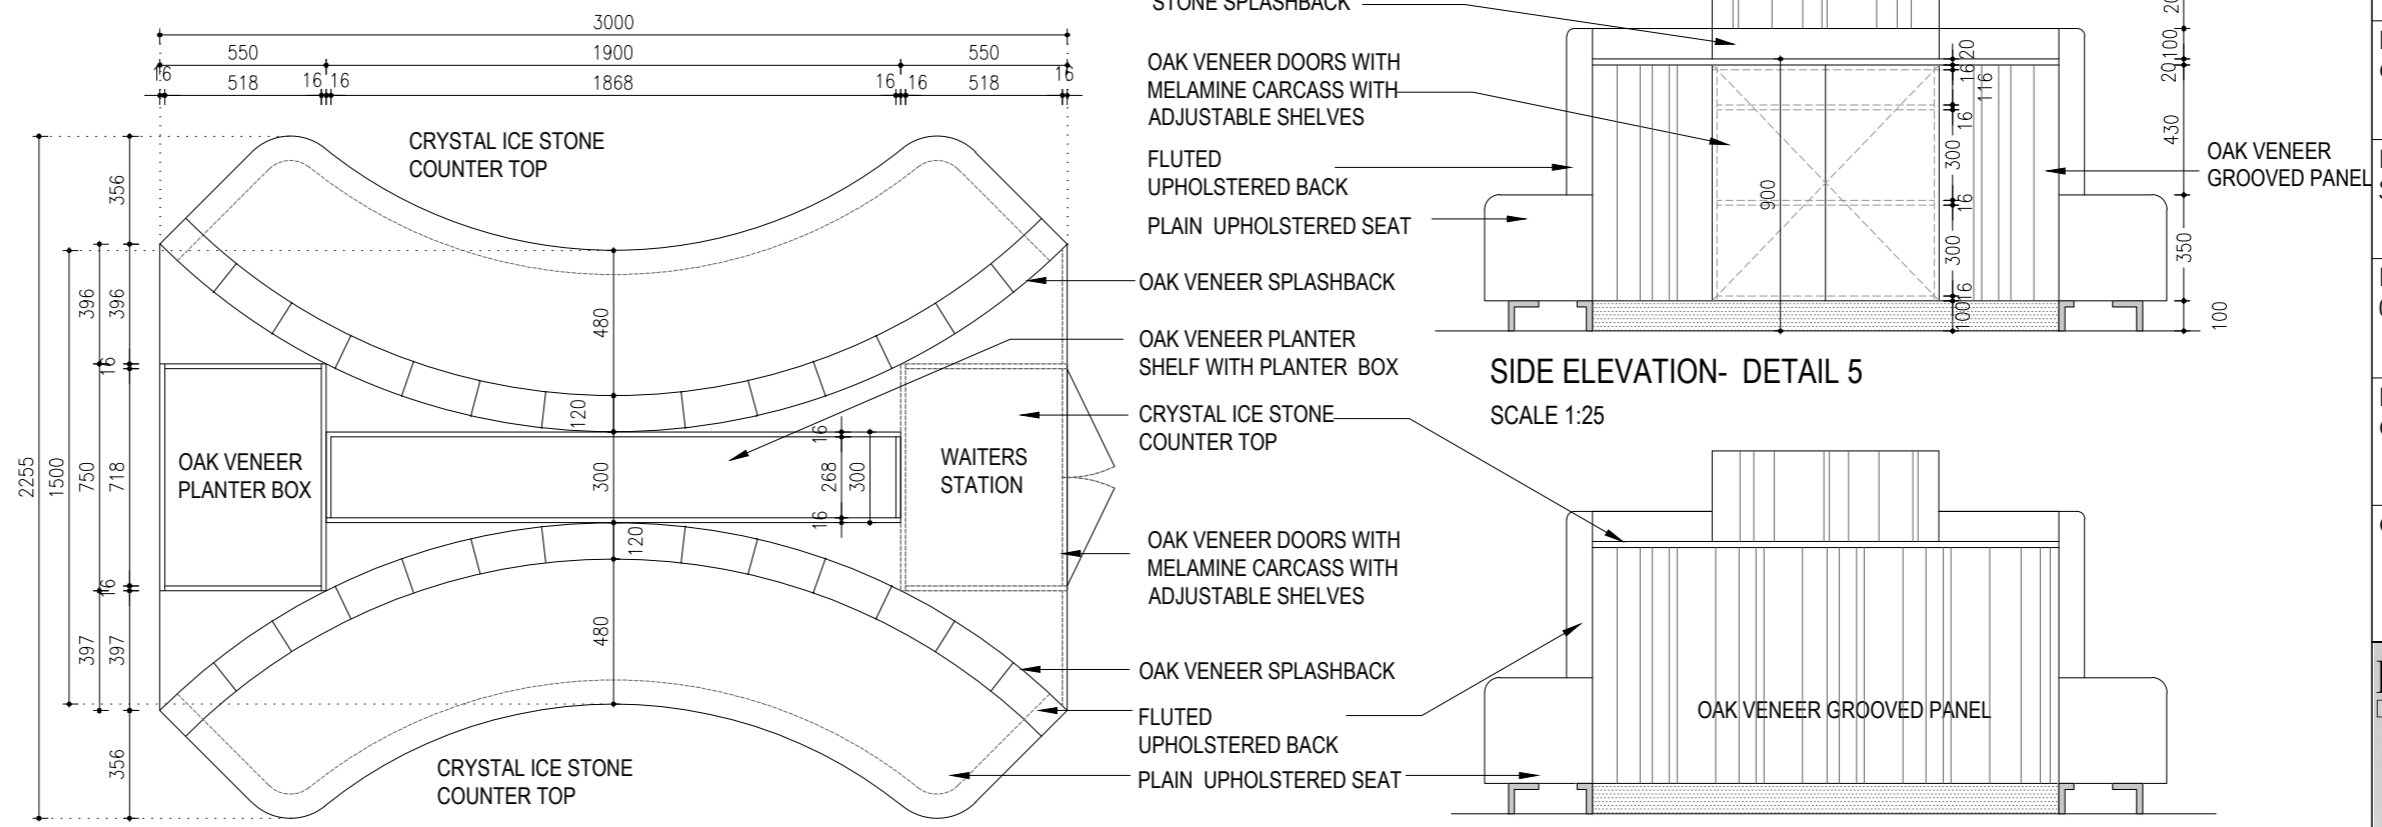 3000
550
1900
550
16
518
16
16
1868
16
16
518
16
CRYSTAL ICE STONE
COUNTER TOP
2255
1500
750
396
397
356
396
16
718
16
397
356
480
120
300
120
480
16
268
16
300
OAK VENEER
PLANTER BOX
WAITERS
STATION
CRYSTAL ICE STONE
COUNTER TOP
STONE SPLASHBACK
OAK VENEER DOORS WITH
MELAMINE CARCASS WITH
ADJUSTABLE SHELVES
FLUTED
UPHOLSTERED BACK
PLAIN UPHOLSTERED SEAT
OAK VENEER SPLASHBACK
OAK VENEER PLANTER
SHELF WITH PLANTER BOX
CRYSTAL ICE STONE
COUNTER TOP
OAK VENEER DOORS WITH
MELAMINE CARCASS WITH
ADJUSTABLE SHELVES
OAK VENEER SPLASHBACK
FLUTED
UPHOLSTERED BACK
PLAIN UPHOLSTERED SEAT
900
20
16
116
16
300
16
300
16
100
100
20
430
350
100
OAK VENEER
GROOVED PANEL
SIDE ELEVATION- DETAIL 5
SCALE 1:25
OAK VENEER GROOVED PANEL